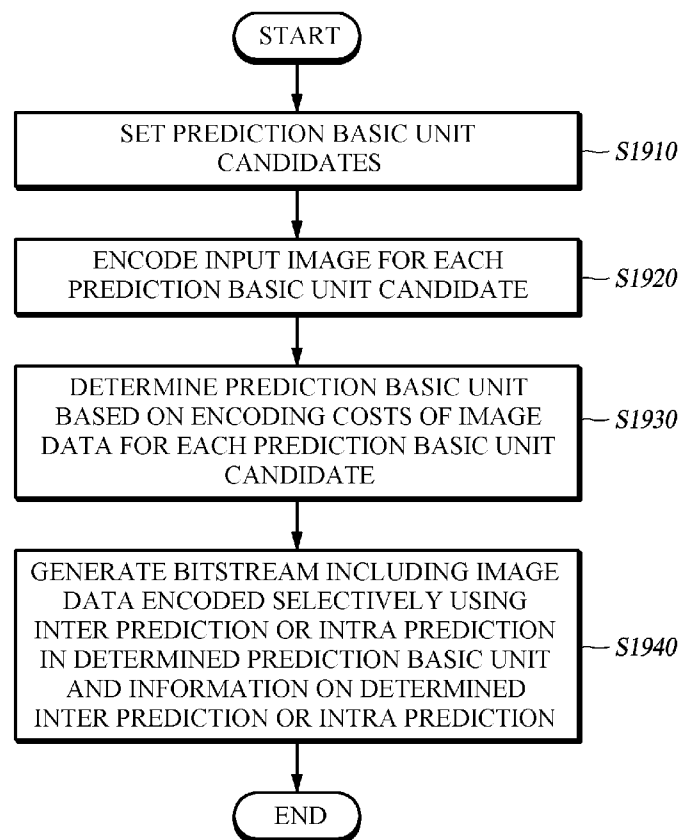 START
SET PREDICTION BASIC UNIT
CANDIDATES
S1910
ENCODE INPUT IMAGE FOR EACH
PREDICTION BASIC UNIT CANDIDATE
S1920
DETERMINE PREDICTION BASIC UNIT
BASED ON ENCODING COSTS OF IMAGE
DATA FOR EACH PREDICTION BASIC UNIT
CANDIDATE
S1930
GENERATE BITSTREAM INCLUDING IMAGE
DATA ENCODED SELECTIVELY USING
INTER PREDICTION OR INTRA PREDICTION
IN DETERMINED PREDICTION BASIC UNIT
AND INFORMATION ON DETERMINED
INTER PREDICTION OR INTRA PREDICTION
S1940
END